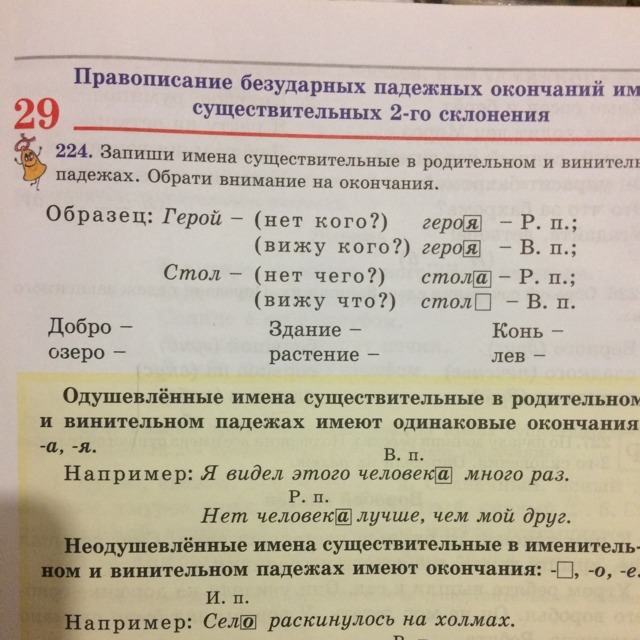 Правописание безударных падежных окончаний им
существительных 2-го склонения
29
224. Запиши имена существительные в родительном и винитель
падежах. Обрати внимание на окончания.
Образец: Герой – (нет кого?) героя – Р. п.;
(вижу кого?) героя – В. п.;
Стол – (нет чего?) стола – Р. п.;
(вижу что?) стол□ – В. п.
Добро – Здание – Конь –
озеро – растение – лев –
Одушевлённые имена существительные в родительном
и винительном падежах имеют одинаковые окончания
-а, -я.
В. п.
Например: Я видел этого человека много раз.
Р. п.
Нет человека лучше, чем мой друг.
Неодушевлённые имена существительные в именитель-
ном и винительном падежах имеют окончания: -□, -о, -е.
И. п.
Например: Село раскинулось на холмах.